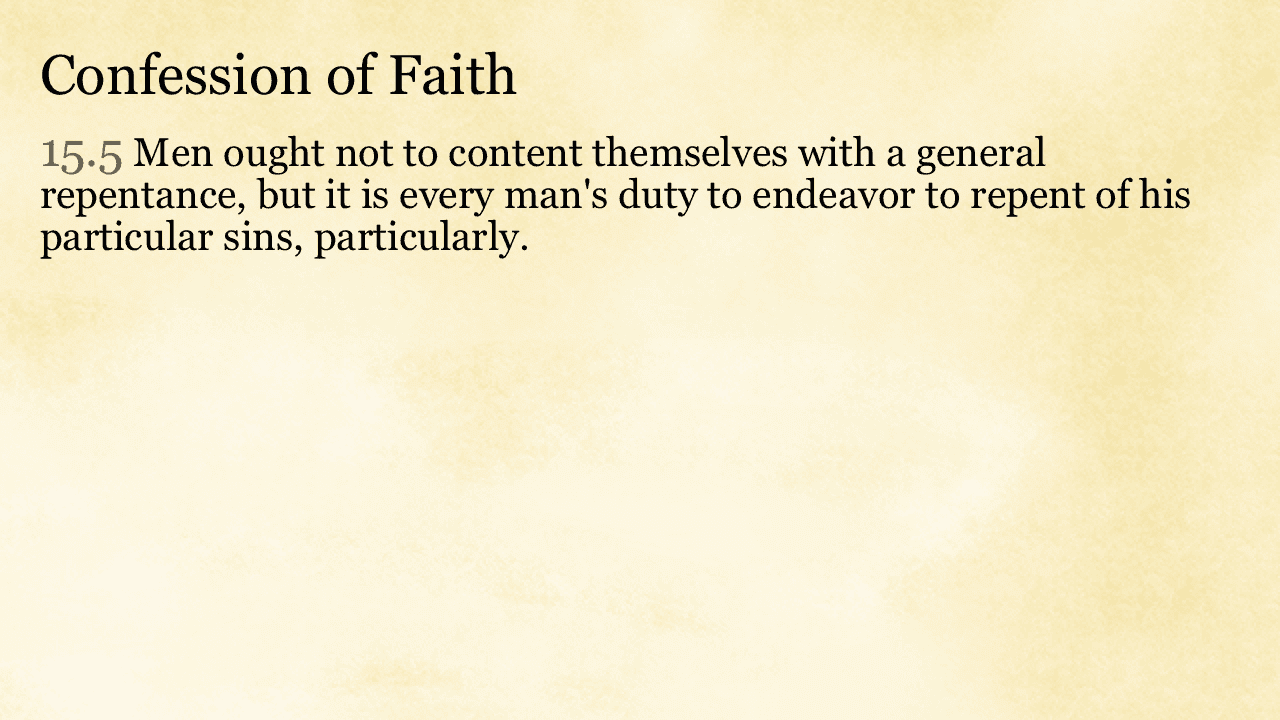 Confession of Faith
15.5 Men ought not to content themselves with a general
repentance, but it is every man's duty to endeavor to repent of his
particular sins, particularly.